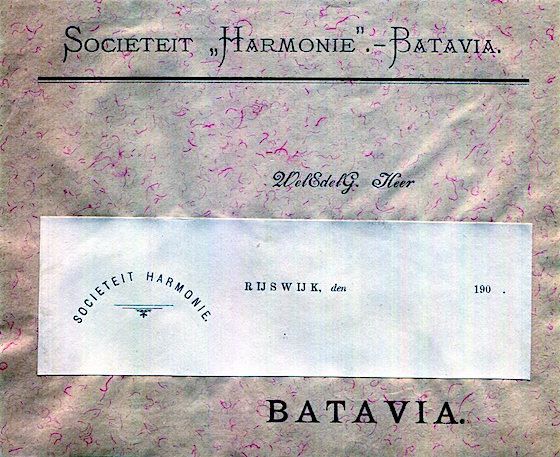 SOCIETEIT „HARMONIE”.-BATAVIA.
WelEdelG. Heer
SOCIETEIT HARMONIE.
RIJSWIJK, den 190 .
BATAVIA.